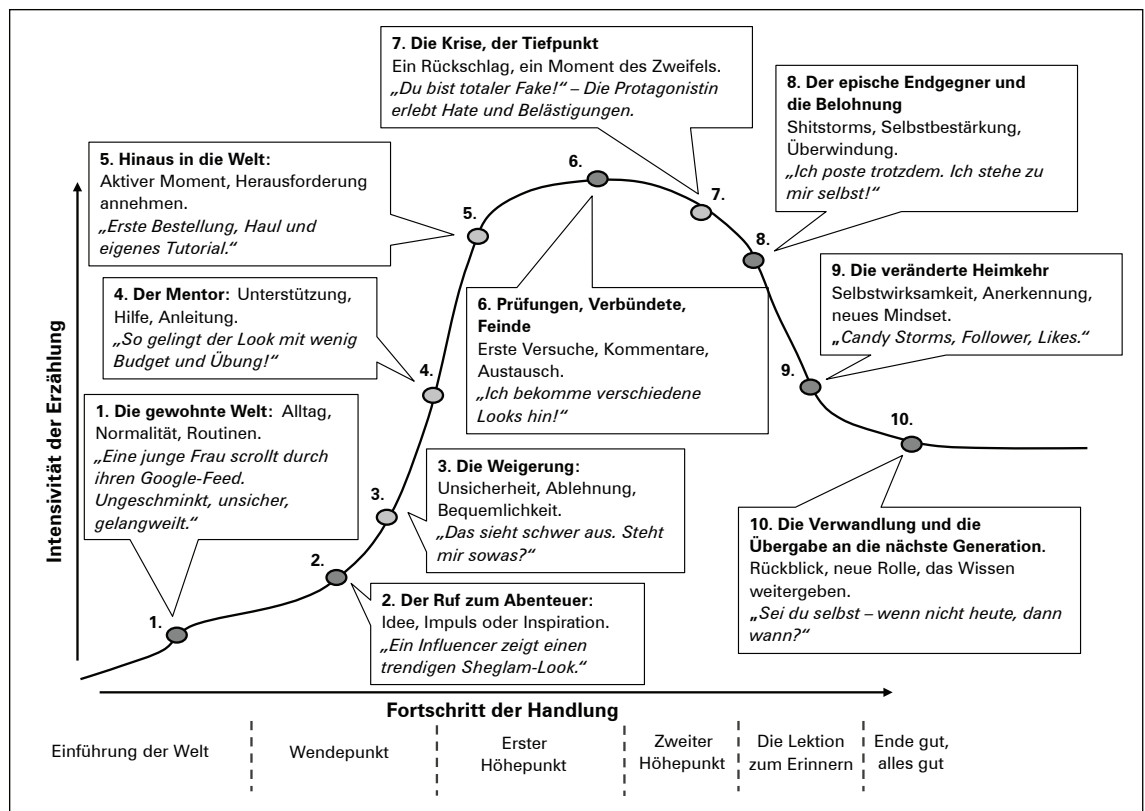 7. Die Krise, der Tiefpunkt
Ein Rückschlag, ein Moment des Zweifels.
„Du bist totaler Fake!“ – Die Protagonistin
erlebt Hate und Belästigungen.
8. Der epische Endgegner und
die Belohnung
Shitstorms, Selbstbestärkung,
Überwindung.
„Ich poste trotzdem. Ich stehe zu
mir selbst!“
5. Hinaus in die Welt:
Aktiver Moment, Herausforderung
annehmen.
„Erste Bestellung, Haul und
eigenes Tutorial.“
6.
7.
5.
8.
9. Die veränderte Heimkehr
Selbstwirksamkeit, Anerkennung,
neues Mindset.
„Candy Storms, Follower, Likes.“
4. Der Mentor: Unterstützung,
Hilfe, Anleitung.
„So gelingt der Look mit wenig
Budget und Übung!“
6. Prüfungen, Verbündete,
Feinde
Erste Versuche, Kommentare,
Austausch.
„Ich bekomme verschiedene
Looks hin!“
4.
9.
1. Die gewohnte Welt: Alltag,
Normalität, Routinen.
„Eine junge Frau scrollt durch
ihren Google-Feed.
Ungeschminkt, unsicher,
gelangweilt.“
10.
3. Die Weigerung:
Unsicherheit, Ablehnung,
Bequemlichkeit.
„Das sieht schwer aus. Steht
mir sowas?“
3.
10. Die Verwandlung und die
Übergabe an die nächste Generation.
Rückblick, neue Rolle, das Wissen
weitergeben.
„Sei du selbst – wenn nicht heute, dann
wann?“
2.
2. Der Ruf zum Abenteuer:
Idee, Impuls oder Inspiration.
„Ein Influencer zeigt einen
trendigen Sheglam-Look.“
1.
Intensivität der Erzählung
Fortschritt der Handlung
Einführung der Welt
Wendepunkt
Erster
Höhepunkt
Zweiter
Höhepunkt
Die Lektion
zum Erinnern
Ende gut,
alles gut